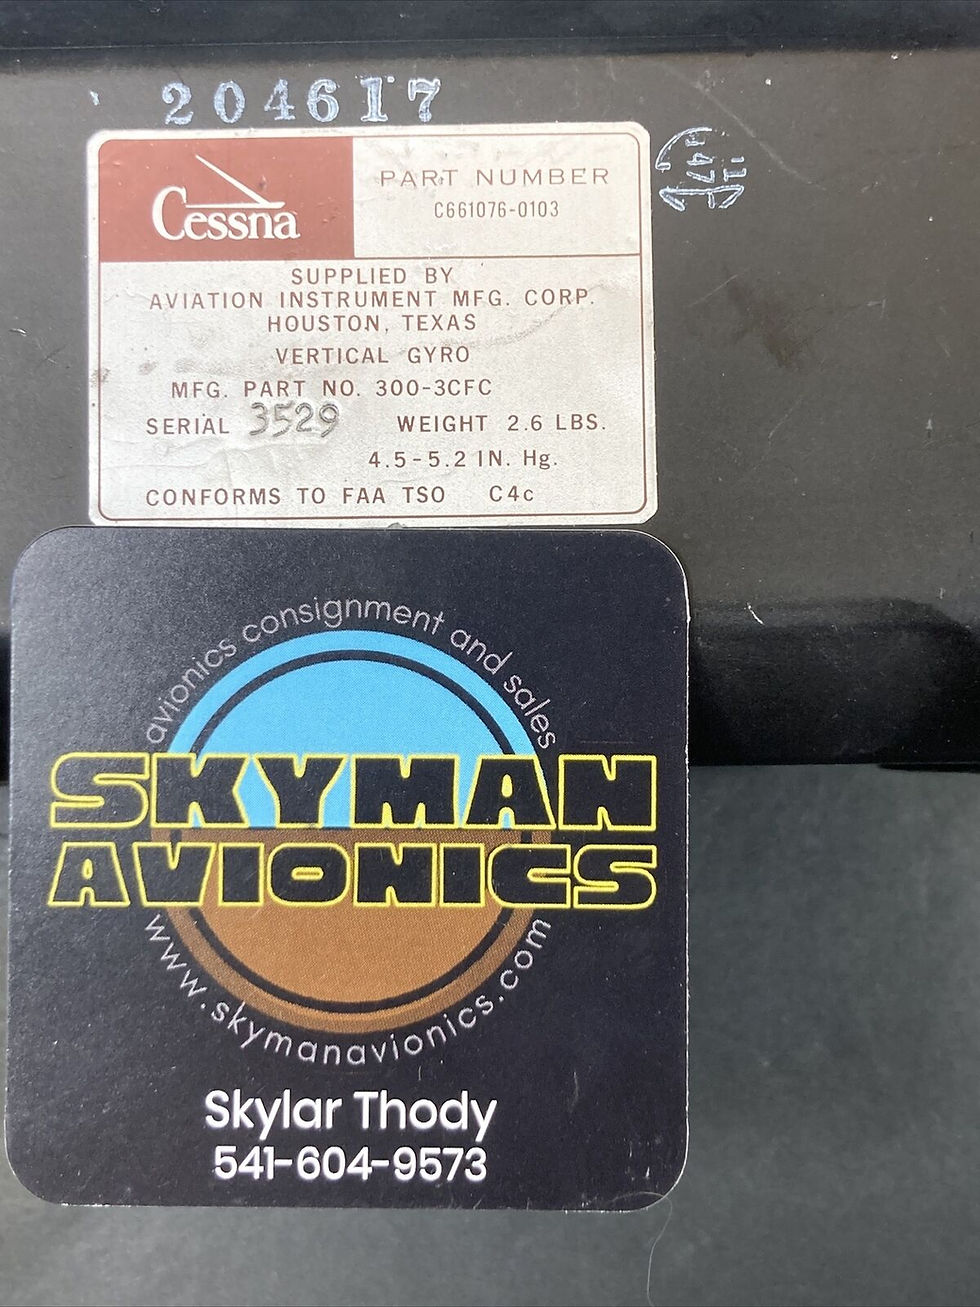 204617
Cessna
PART NUMBER
C661076-0103
SUPPLIED BY
AVIATION INSTRUMENT MFG. CORP.
HOUSTON, TEXAS
VERTICAL GYRO
MFG. PART NO. 300-3CFC
SERIAL 3529 WEIGHT 2.6 LBS.
4.5-5.2 IN. Hg.
CONFORMS TO FAA TSO C4c
avionics consignment and sales
SKYMAN
AVIONICS
www.skymanavionics.com
Skylar Thody
541-604-9573